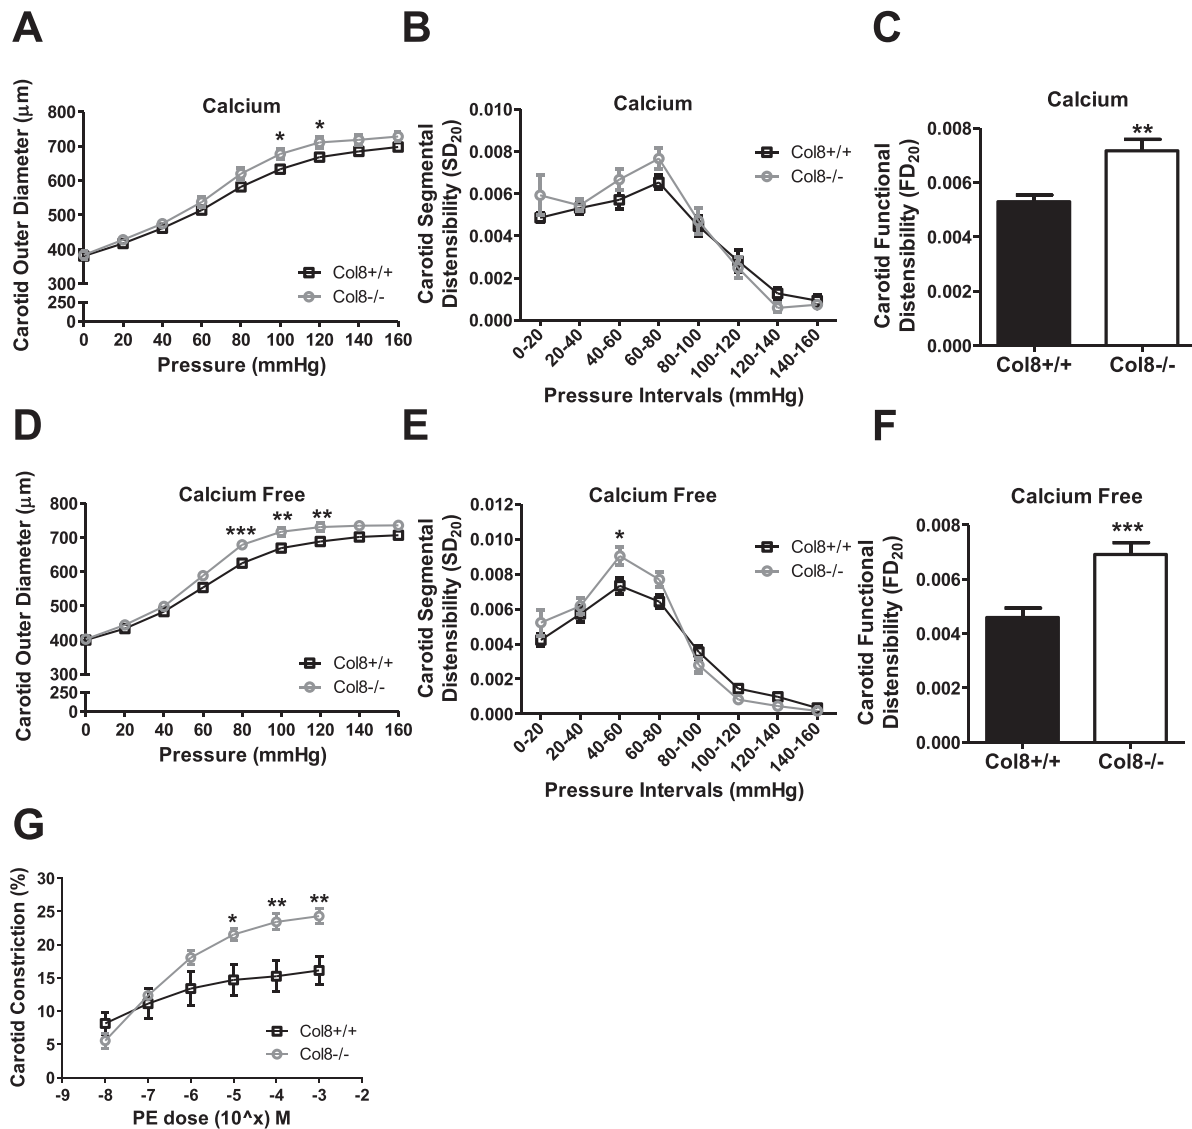 A
Calcium
Carotid Outer Diameter (μm)
800
700
600
500
400
300
250
0
* *
Col8+/+
Col8-/-
0 20 40 60 80 100 120 140 160
Pressure (mmHg)
B
Calcium
Carotid Segmental
Distensibility (SD20)
0.010
0.008
0.006
0.004
0.002
0.000
Col8+/+
Col8-/-
0-20 20-40 40-60 60-80 80-100 100-120 120-140 140-160
Pressure Intervals (mmHg)
C
Calcium
Carotid Functional
Distensibility (FD20)
0.008
0.006
0.004
0.002
0.000
**
Col8+/+ Col8-/-
D
Calcium Free
Carotid Outer Diameter (μm)
800
700
600
500
400
300
250
0
*** ** **
Col8+/+
Col8-/-
0 20 40 60 80 100 120 140 160
Pressure (mmHg)
E
Calcium Free
Carotid Segmental
Distensibility (SD20)
0.012
0.010
0.008
0.006
0.004
0.002
0.000
*
Col8+/+
Col8-/-
0-20 20-40 40-60 60-80 80-100 100-120 120-140 140-160
Pressure Intervals (mmHg)
F
Calcium Free
Carotid Functional
Distensibility (FD20)
0.008
0.006
0.004
0.002
0.000
***
Col8+/+ Col8-/-
G
Carotid Constriction (%)
30
25
20
15
10
5
0
* ** **
Col8+/+
Col8-/-
-9 -8 -7 -6 -5 -4 -3 -2
PE dose (10^x) M